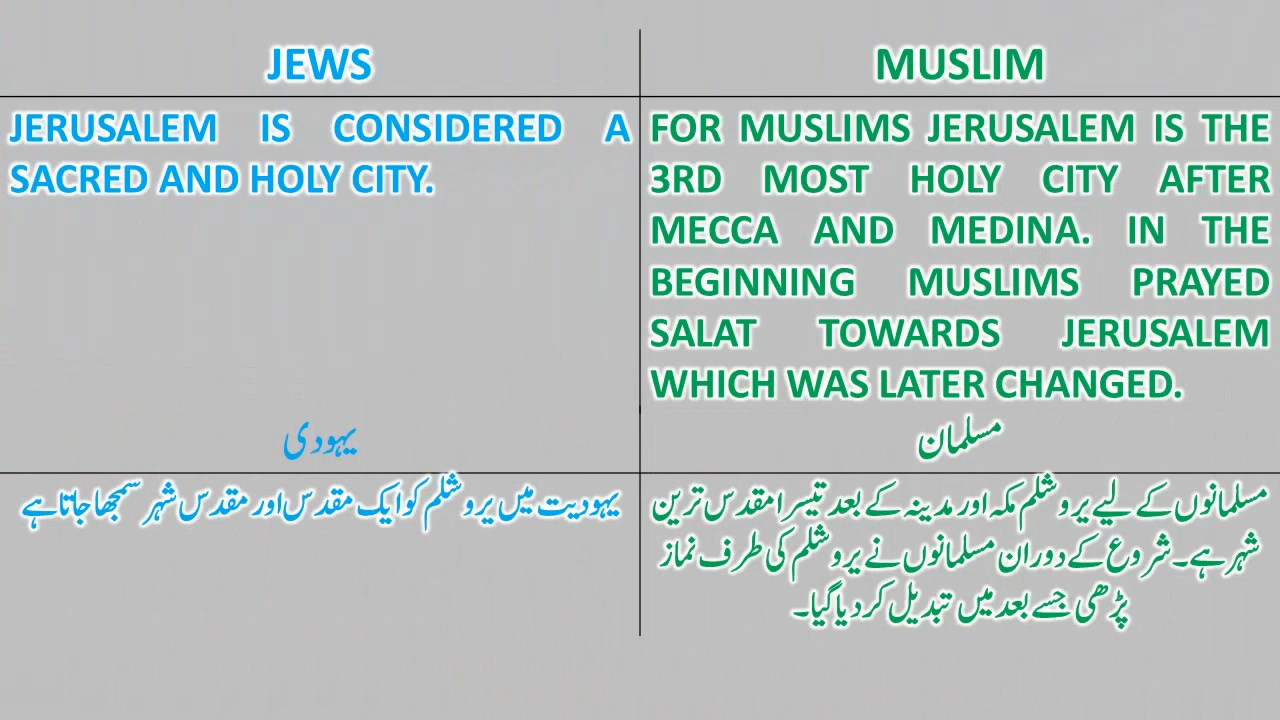 JEWS
JERUSALEM IS CONSIDERED A
SACRED AND HOLY CITY.
MUSLIM
FOR MUSLIMS JERUSALEM IS THE
3RD MOST HOLY CITY AFTER
MECCA AND MEDINA. IN THE
BEGINNING MUSLIMS PRAYED
SALAT TOWARDS JERUSALEM
WHICH WAS LATER CHANGED.
یہودی
یہودیت میں یروشلم کو ایک مقدس اور مقدس شہر سمجھا جاتا ہے
مسلمان
مسلمانوں کے لیے یروشلم مکہ اور مدینہ کے بعد تیسرا مقدس ترین
شہر ہے۔ شروع کے دوران مسلمانوں نے یروشلم کی طرف نماز
پڑھی جسے بعد میں تبدیل کر دیا گیا۔